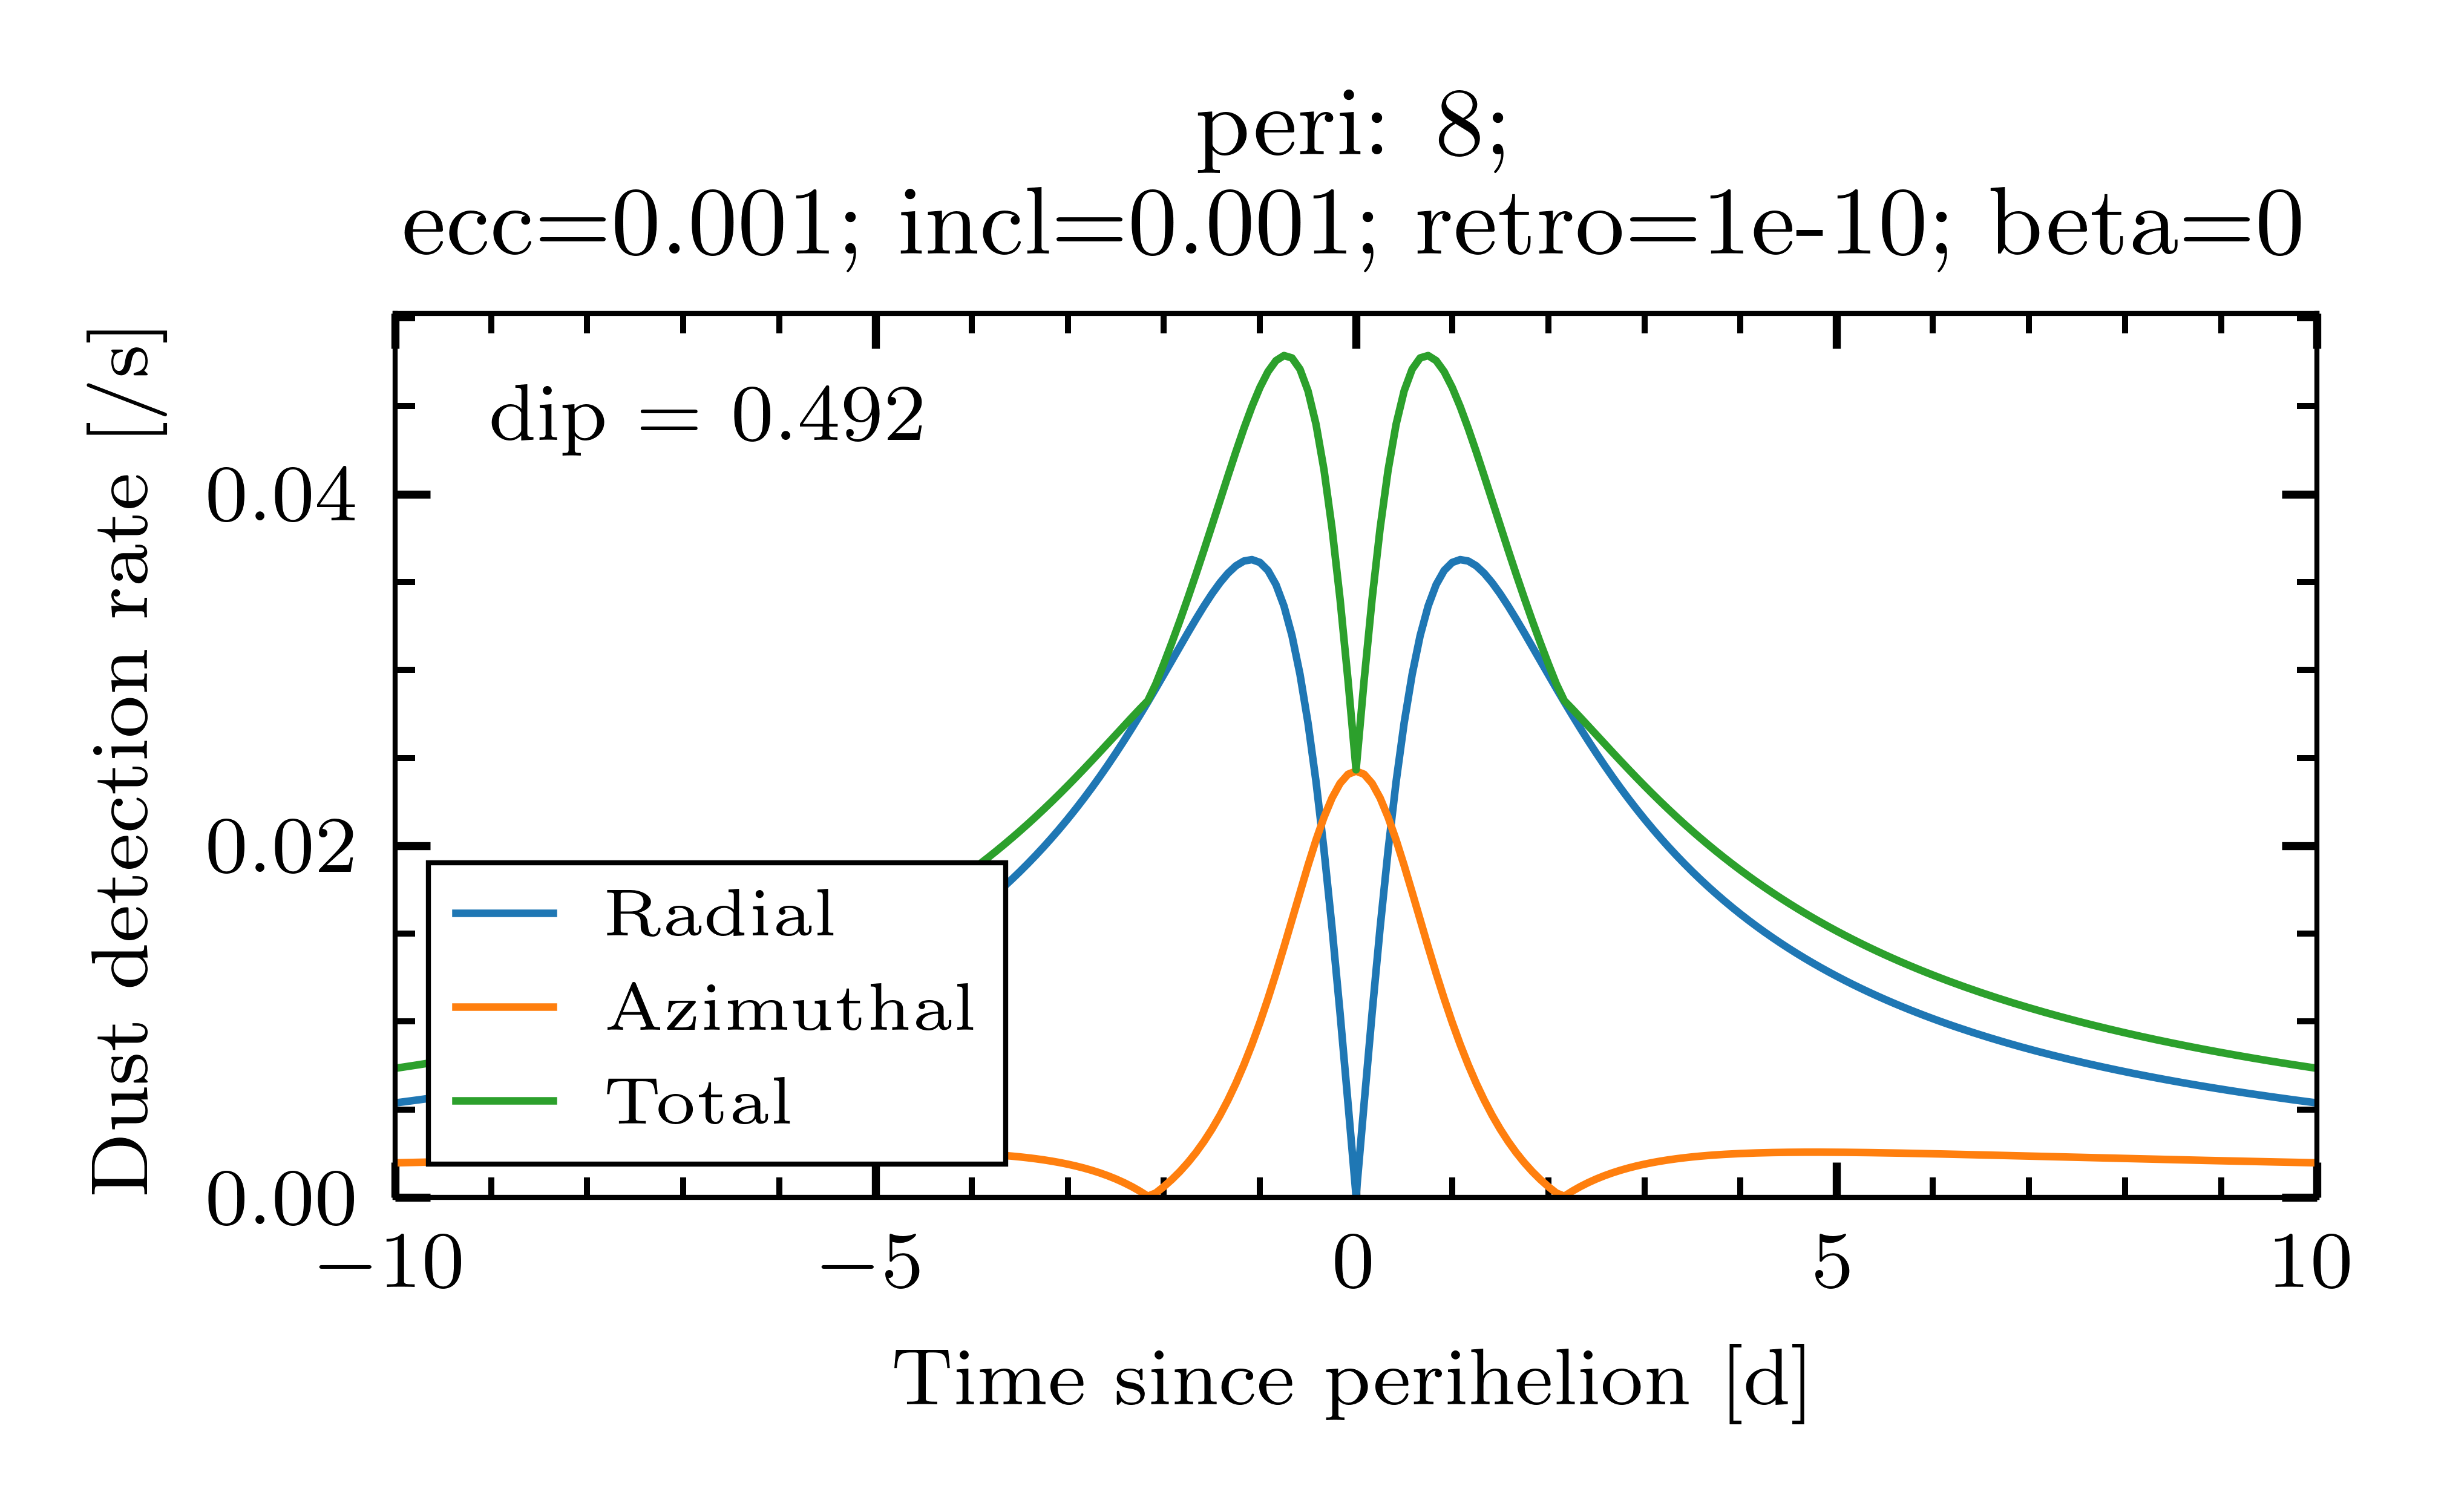 peri: 8;
ecc=0.001; incl=0.001; retro=1e-10; beta=0
Dust detection rate [/s]
dip = 0.492
0.04
0.02
0.00
Radial
Azimuthal
Total
−10
−5
0
5
10
Time since perihelion [d]